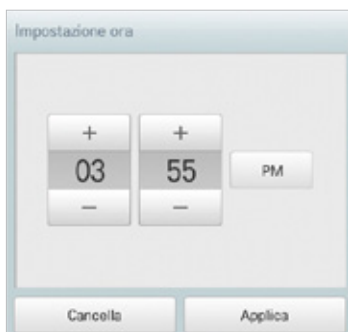 Impostazione ora
+ +
03 55 PM
− −
Cancella Applica